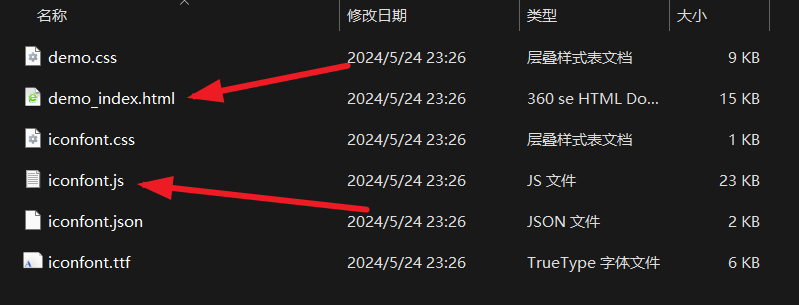 名称 修改日期 类型 大小
demo.css 2024/5/24 23:26 层叠样式表文档 9 KB
demo_index.html 2024/5/24 23:26 360 se HTML Do... 15 KB
iconfont.css 2024/5/24 23:26 层叠样式表文档 1 KB
iconfont.js 2024/5/24 23:26 JS 文件 23 KB
iconfont.json 2024/5/24 23:26 JSON 文件 2 KB
iconfont.ttf 2024/5/24 23:26 TrueType 字体文件 6 KB